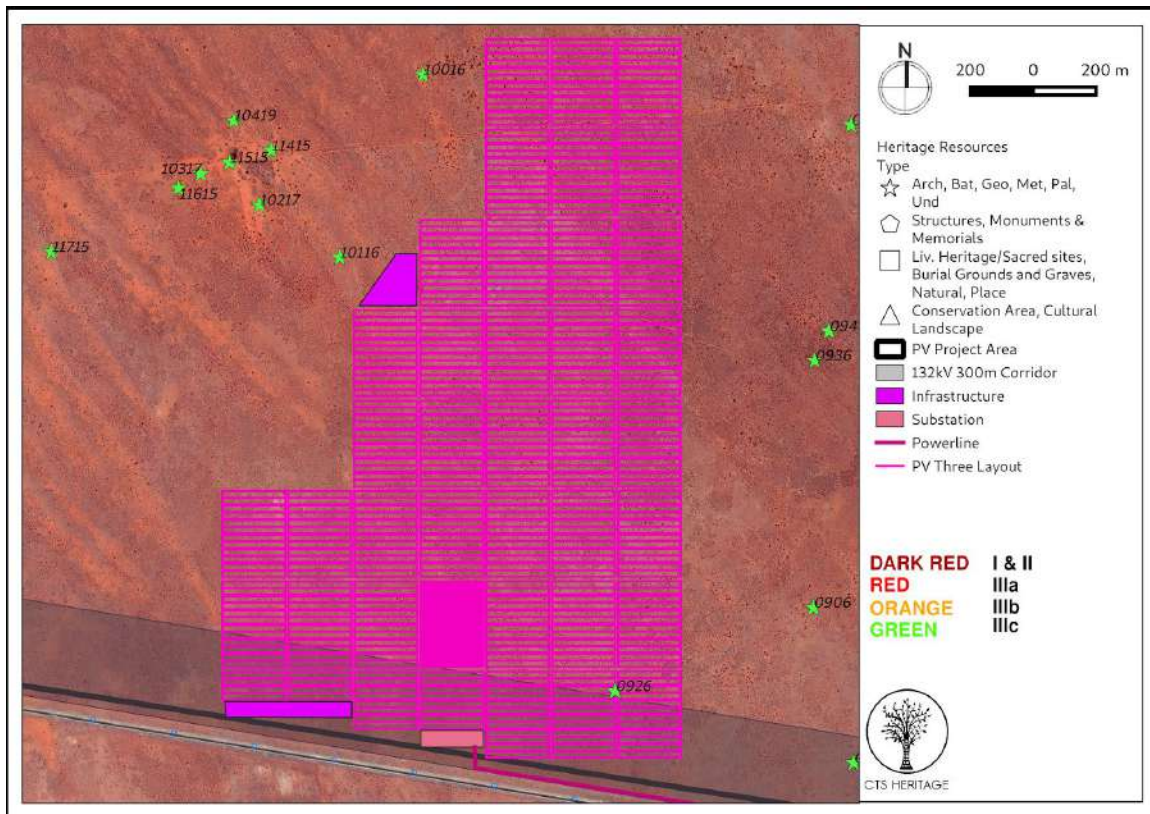 10016
10419
11415
11515
10317
11615
10217
11715
10116
0936
0906
0926
N
200 0 200 m
Heritage Resources
Type
Arch, Bat, Geo, Met, Pal,
Und
Structures, Monuments &
Memorials
Liv. Heritage/Sacred sites,
Burial Grounds and Graves,
Natural, Place
Conservation Area, Cultural
Landscape
PV Project Area
132kV 300m Corridor
Infrastructure
Substation
Powerline
PV Three Layout
DARK RED I & II
RED IIIa
ORANGE IIIb
GREEN IIIc
CTS HERITAGE